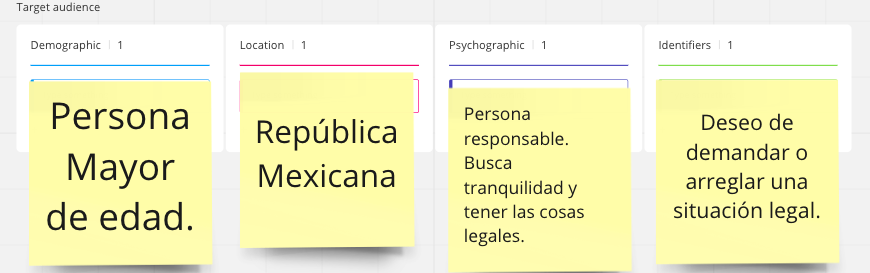 Target audience
Demographic | 1
Location | 1
Psychographic | 1
Identifiers | 1
Persona
Mayor
de edad.
República
Mexicana
Persona
responsable.
Busca
tranquilidad y
tener las cosas
legales.
Deseo de
demandar o
arreglar una
situación legal.